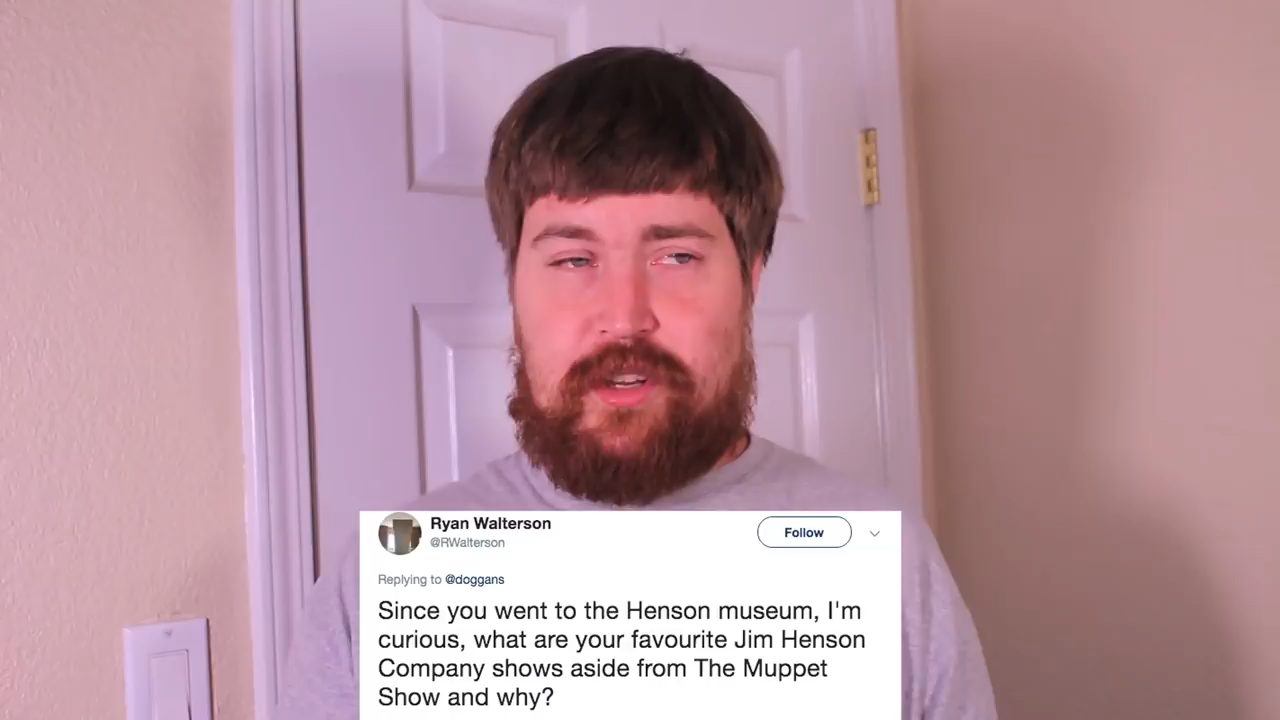 Ryan Walterson
@RWalterson
Follow
Replying to @doggans
Since you went to the Henson museum, I'm
curious, what are your favourite Jim Henson
Company shows aside from The Muppet
Show and why?